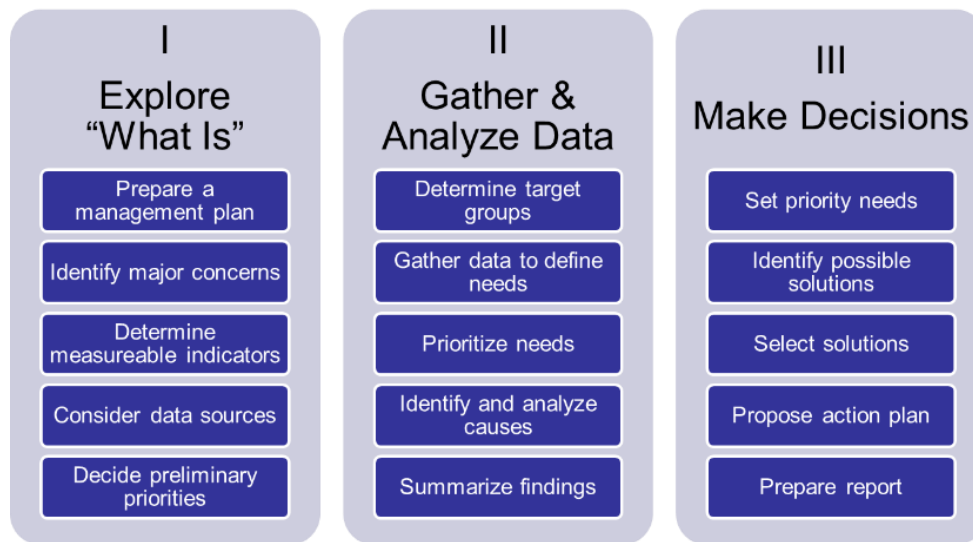 I
Explore
“What Is”
Prepare a
management plan
Identify major concerns
Determine
measureable indicators
Consider data sources
Decide preliminary
priorities
II
Gather &
Analyze Data
Determine target
groups
Gather data to define
needs
Prioritize needs
Identify and analyze
causes
Summarize findings
III
Make Decisions
Set priority needs
Identify possible
solutions
Select solutions
Propose action plan
Prepare report